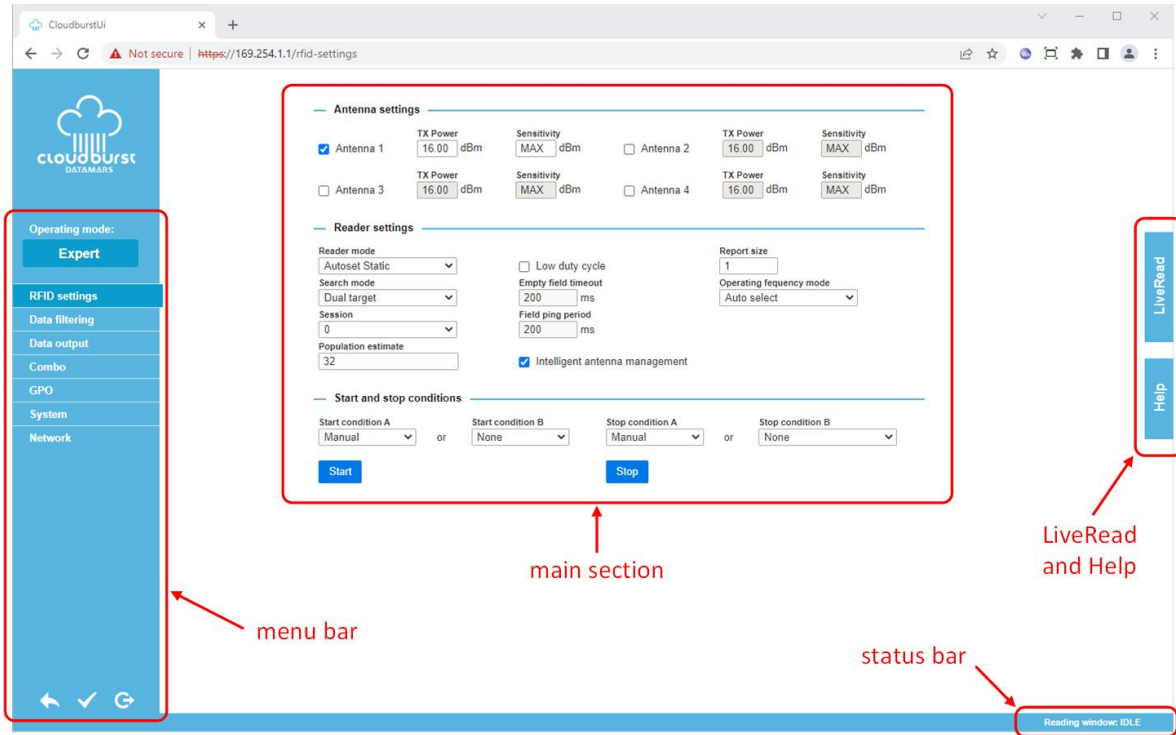 CloudburstUi
Not secure | https://169.254.1.1/rfid-settings
cloudburst
DATAMARS
Operating mode:
Expert
RFID settings
Data filtering
Data output
Combo
GPO
System
Network
Antenna settings
TX Power Sensitivity TX Power Sensitivity
Antenna 1 16.00 dBm MAX dBm Antenna 2 16.00 dBm MAX dBm
TX Power Sensitivity TX Power Sensitivity
Antenna 3 16.00 dBm MAX dBm Antenna 4 16.00 dBm MAX dBm
Reader settings
Reader mode Report size
Autoset Static Low duty cycle 1
Search mode Empty field timeout Operating fequency mode
Dual target 200 ms Auto select
Session Field ping period
0 200 ms
Population estimate
32 Intelligent antenna management
Start and stop conditions
Start condition A Start condition B Stop condition A Stop condition B
Manual or None Manual or None
Start Stop
LiveRead
Help
main section
LiveRead
and Help
menu bar
status bar
Reading window: IDLE